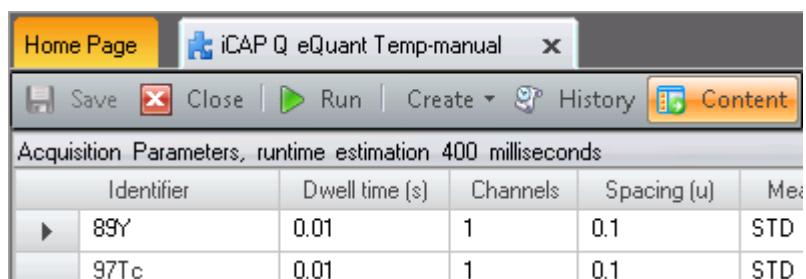 Home Page iCAP Q eQuant Temp-manual x
Save Close Run Create History Content
Acquisition Parameters, runtime estimation 400 milliseconds
Identifier Dwell time (s) Channels Spacing (u) Mea
89Y 0.01 1 0.1 STD
97Tc 0.01 1 0.1 STD